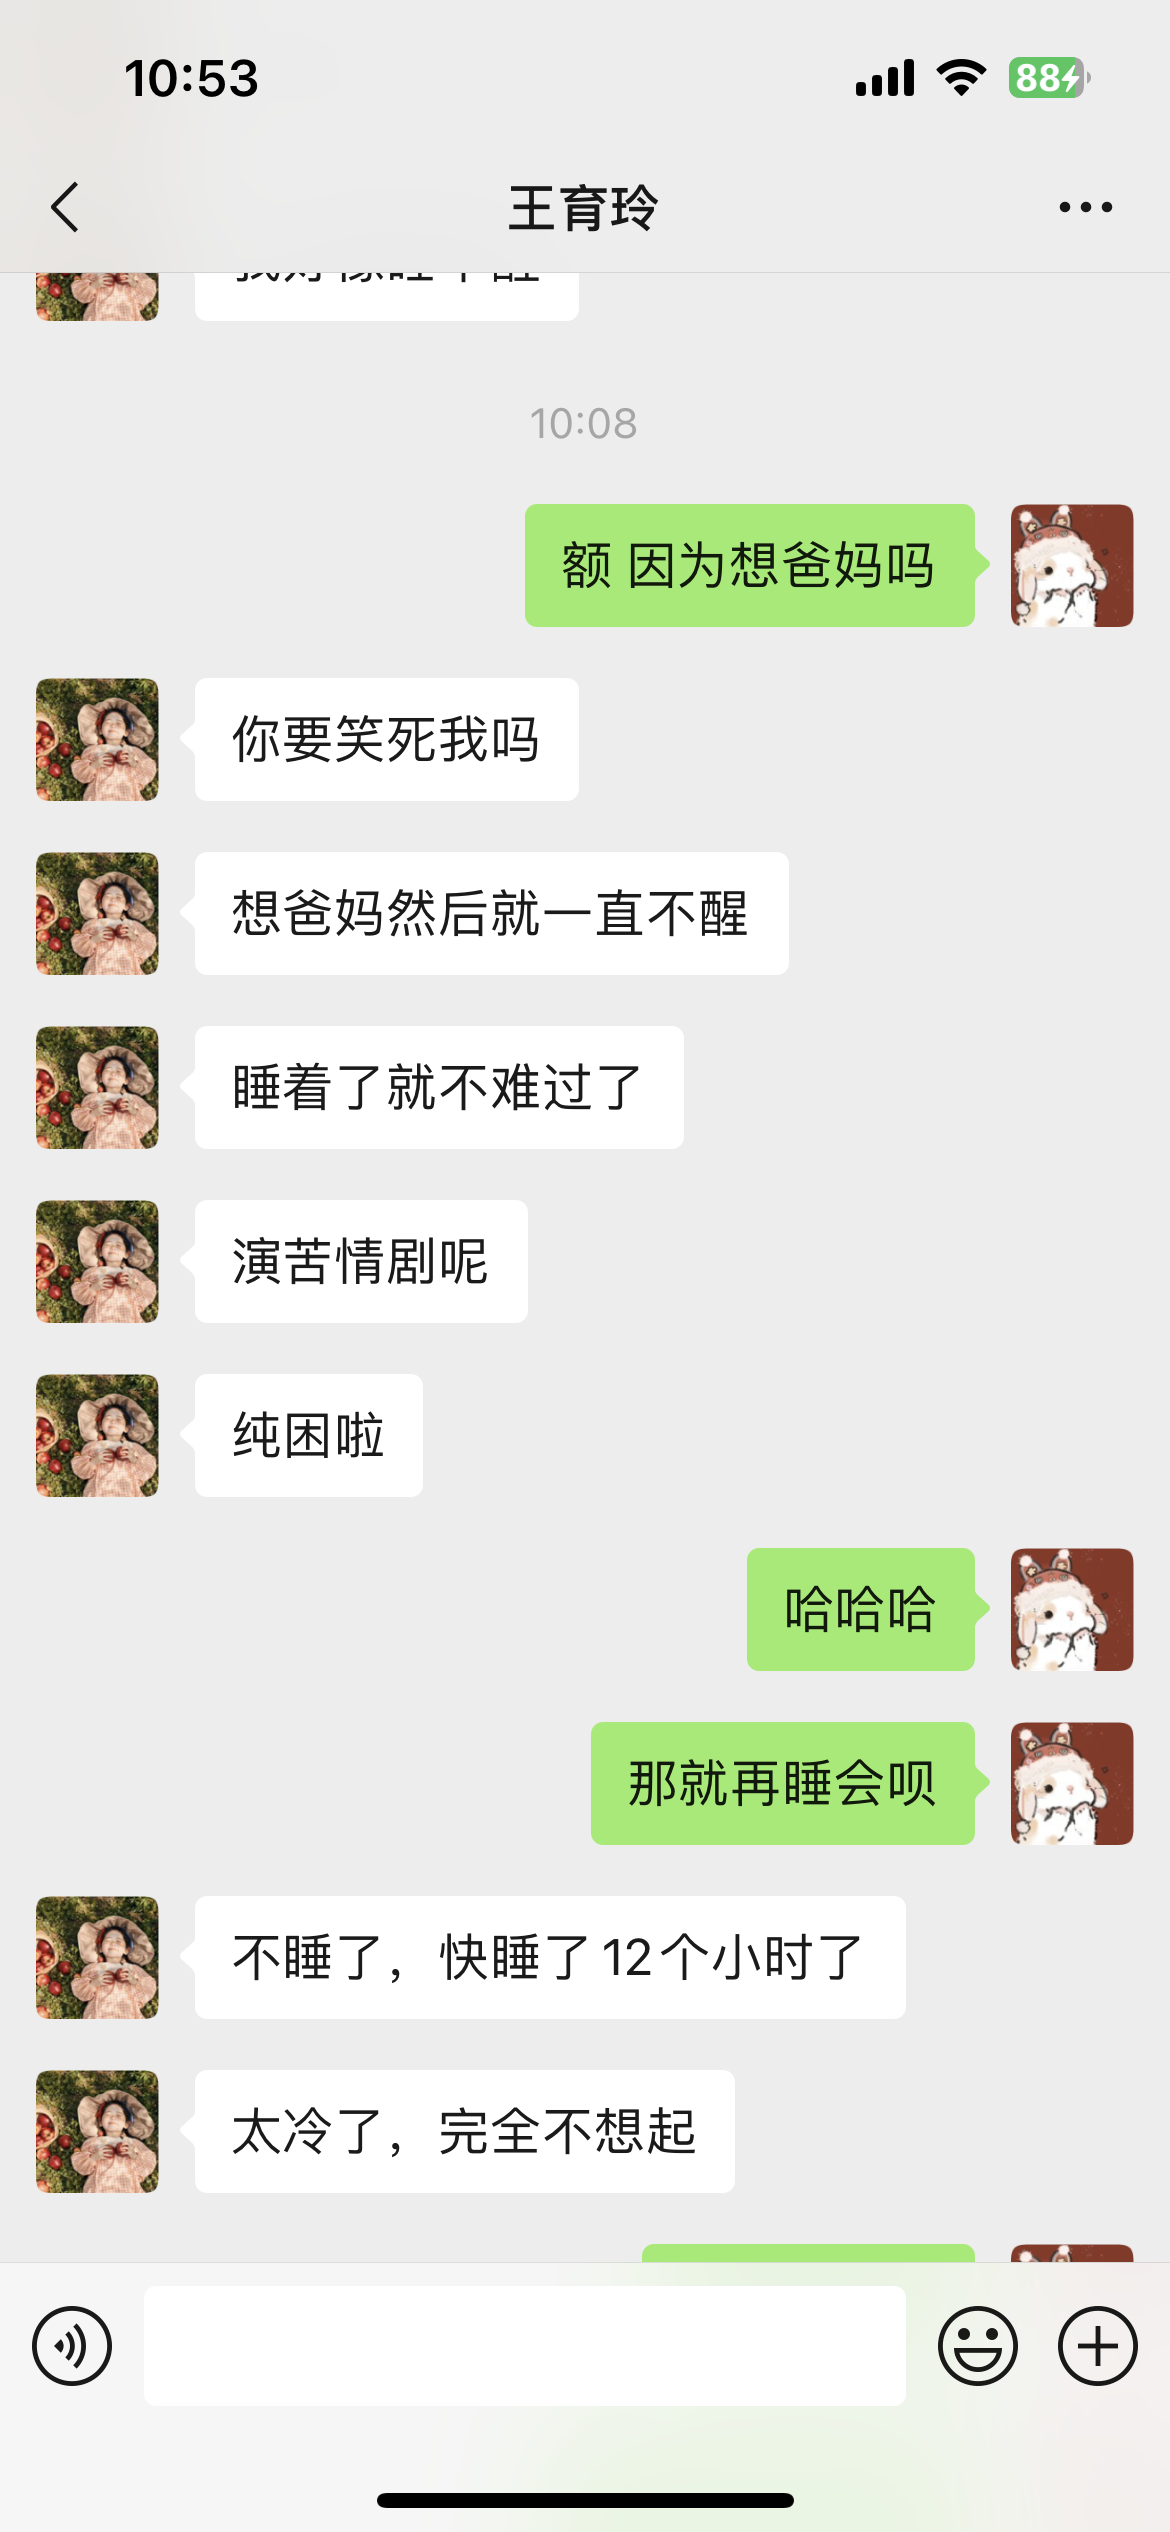 10:53
88
王育玲
10:08
额 因为想爸妈吗
你要笑死我吗
想爸妈然后就一直不醒
睡着了就不难过了
演苦情剧呢
纯困啦
哈哈哈
那就再睡会呗
不睡了，快睡了12个小时了
太冷了，完全不想起